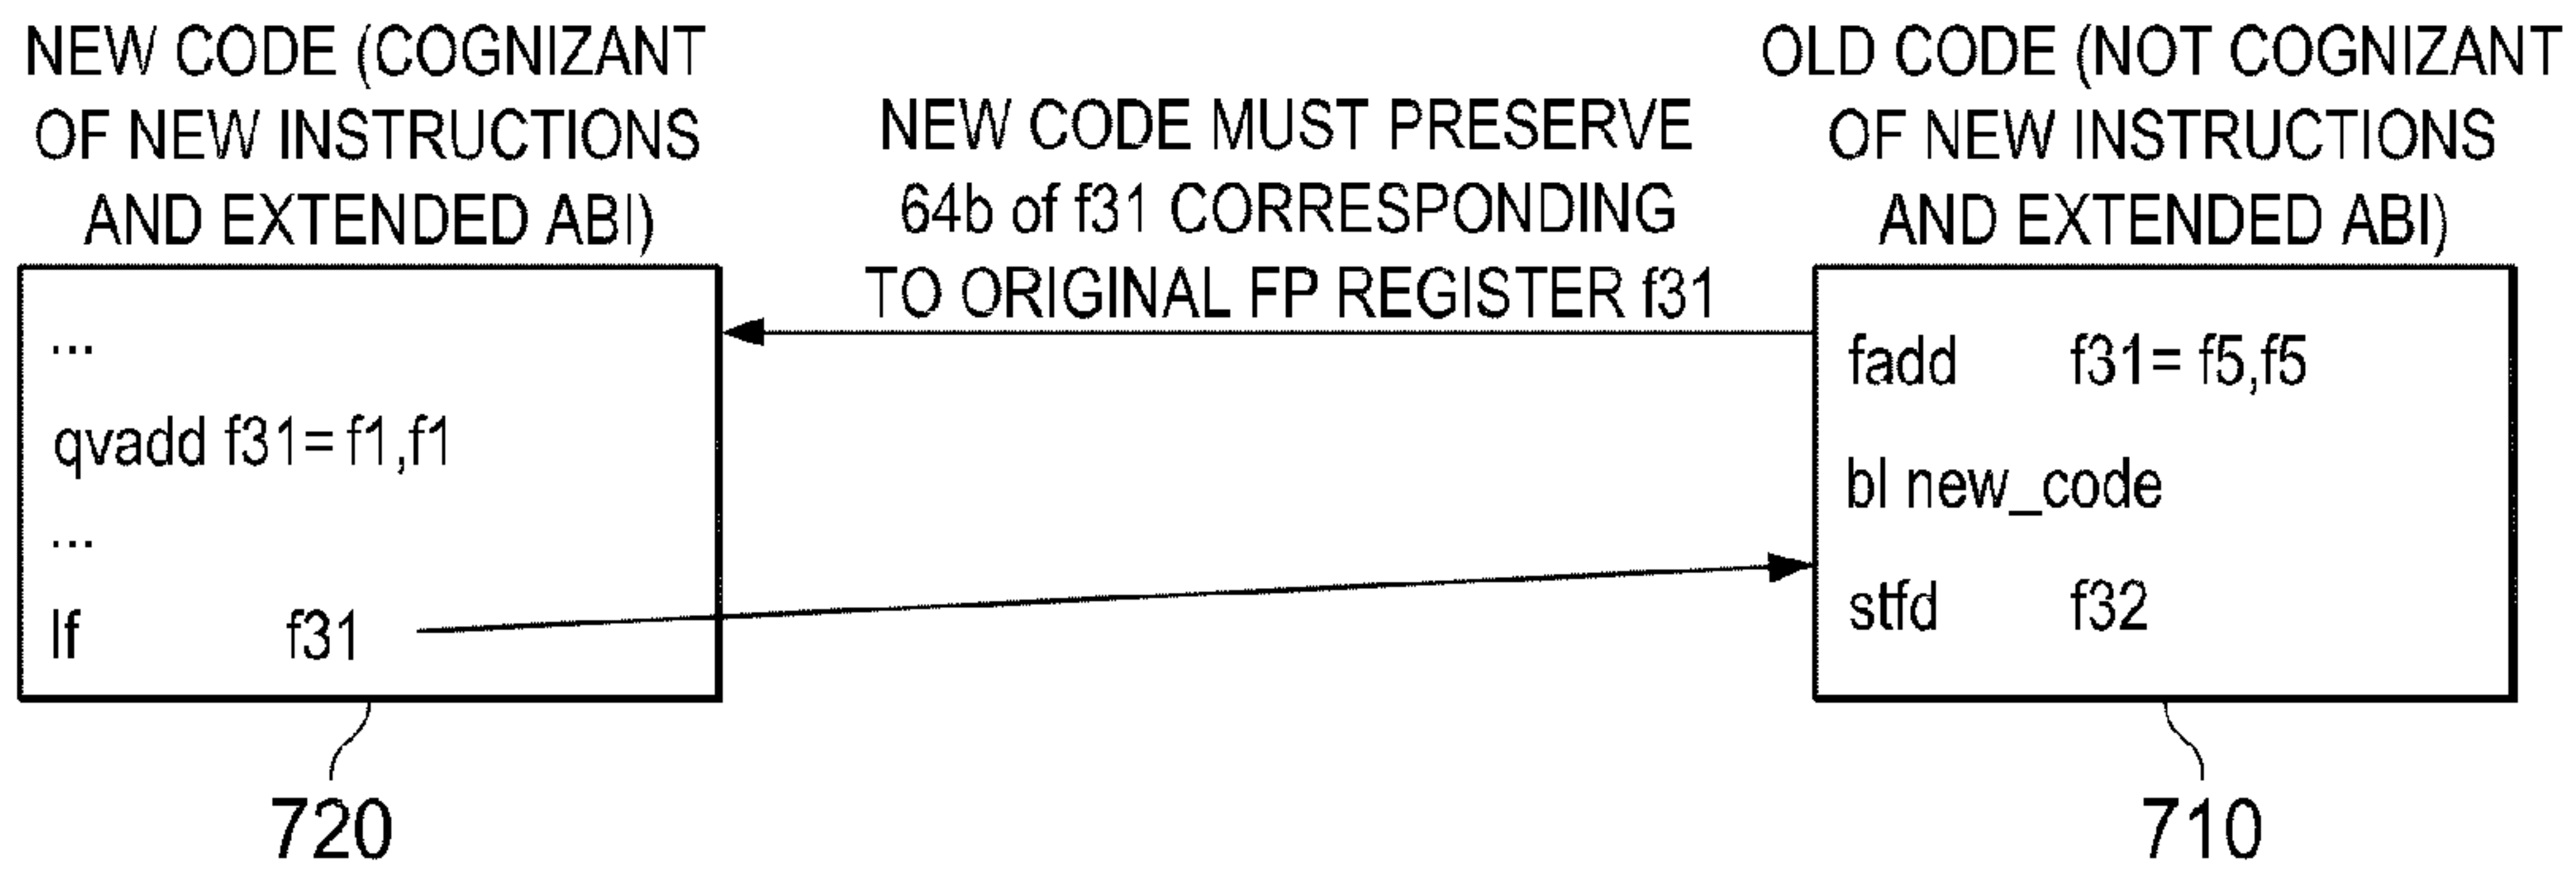 NEW CODE (COGNIZANT
OF NEW INSTRUCTIONS
AND EXTENDED ABI)
...
qvadd f31= f1,f1
...
lf f31
720
NEW CODE MUST PRESERVE
64b of f31 CORRESPONDING
TO ORIGINAL FP REGISTER f31
OLD CODE (NOT COGNIZANT
OF NEW INSTRUCTIONS
AND EXTENDED ABI)
fadd f31= f5,f5
bl new_code
stfd f32
710